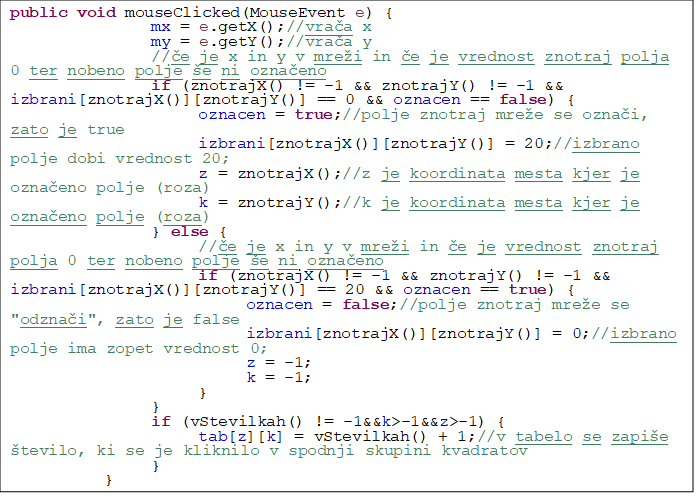 public void mouseClicked(MouseEvent e) {
mx = e.getX();//vrača x
my = e.getY();//vrača y
//če je x in y v mreži in če je vrednost znotraj polja
0 ter nobeno polje še ni označeno
if (znotrajX() != -1 && znotrajY() != -1 &&
izbrani[znotrajX()][znotrajY()] == 0 && oznacen == false) {
oznacen = true;//polje znotraj mreže se označi,
zato je true
izbrani[znotrajX()][znotrajY()] = 20;//izbrano
polje dobi vrednost 20;
z = znotrajX();//z je koordinata mesta kjer je
označeno polje (roza)
k = znotrajY();//k je koordinata mesta kjer je
označeno polje (roza)
} else {
//če je x in y v mreži in če je vrednost znotraj
polja 0 ter nobeno polje še ni označeno
if (znotrajX() != -1 && znotrajY() != -1 &&
izbrani[znotrajX()][znotrajY()] == 20 && oznacen == true) {
oznacen = false;//polje znotraj mreže se
"odznači", zato je false
izbrani[znotrajX()][znotrajY()] = 0;//izbrano
polje ima zopet vrednost 0;
z = -1;
k = -1;
}
}
if (vStevilkah() != -1&&k>-1&&z>-1) {
tab[z][k] = vStevilkah() + 1;//v tabelo se zapiše
število, ki se je kliknilo v spodnji skupini kvadratov
}
}